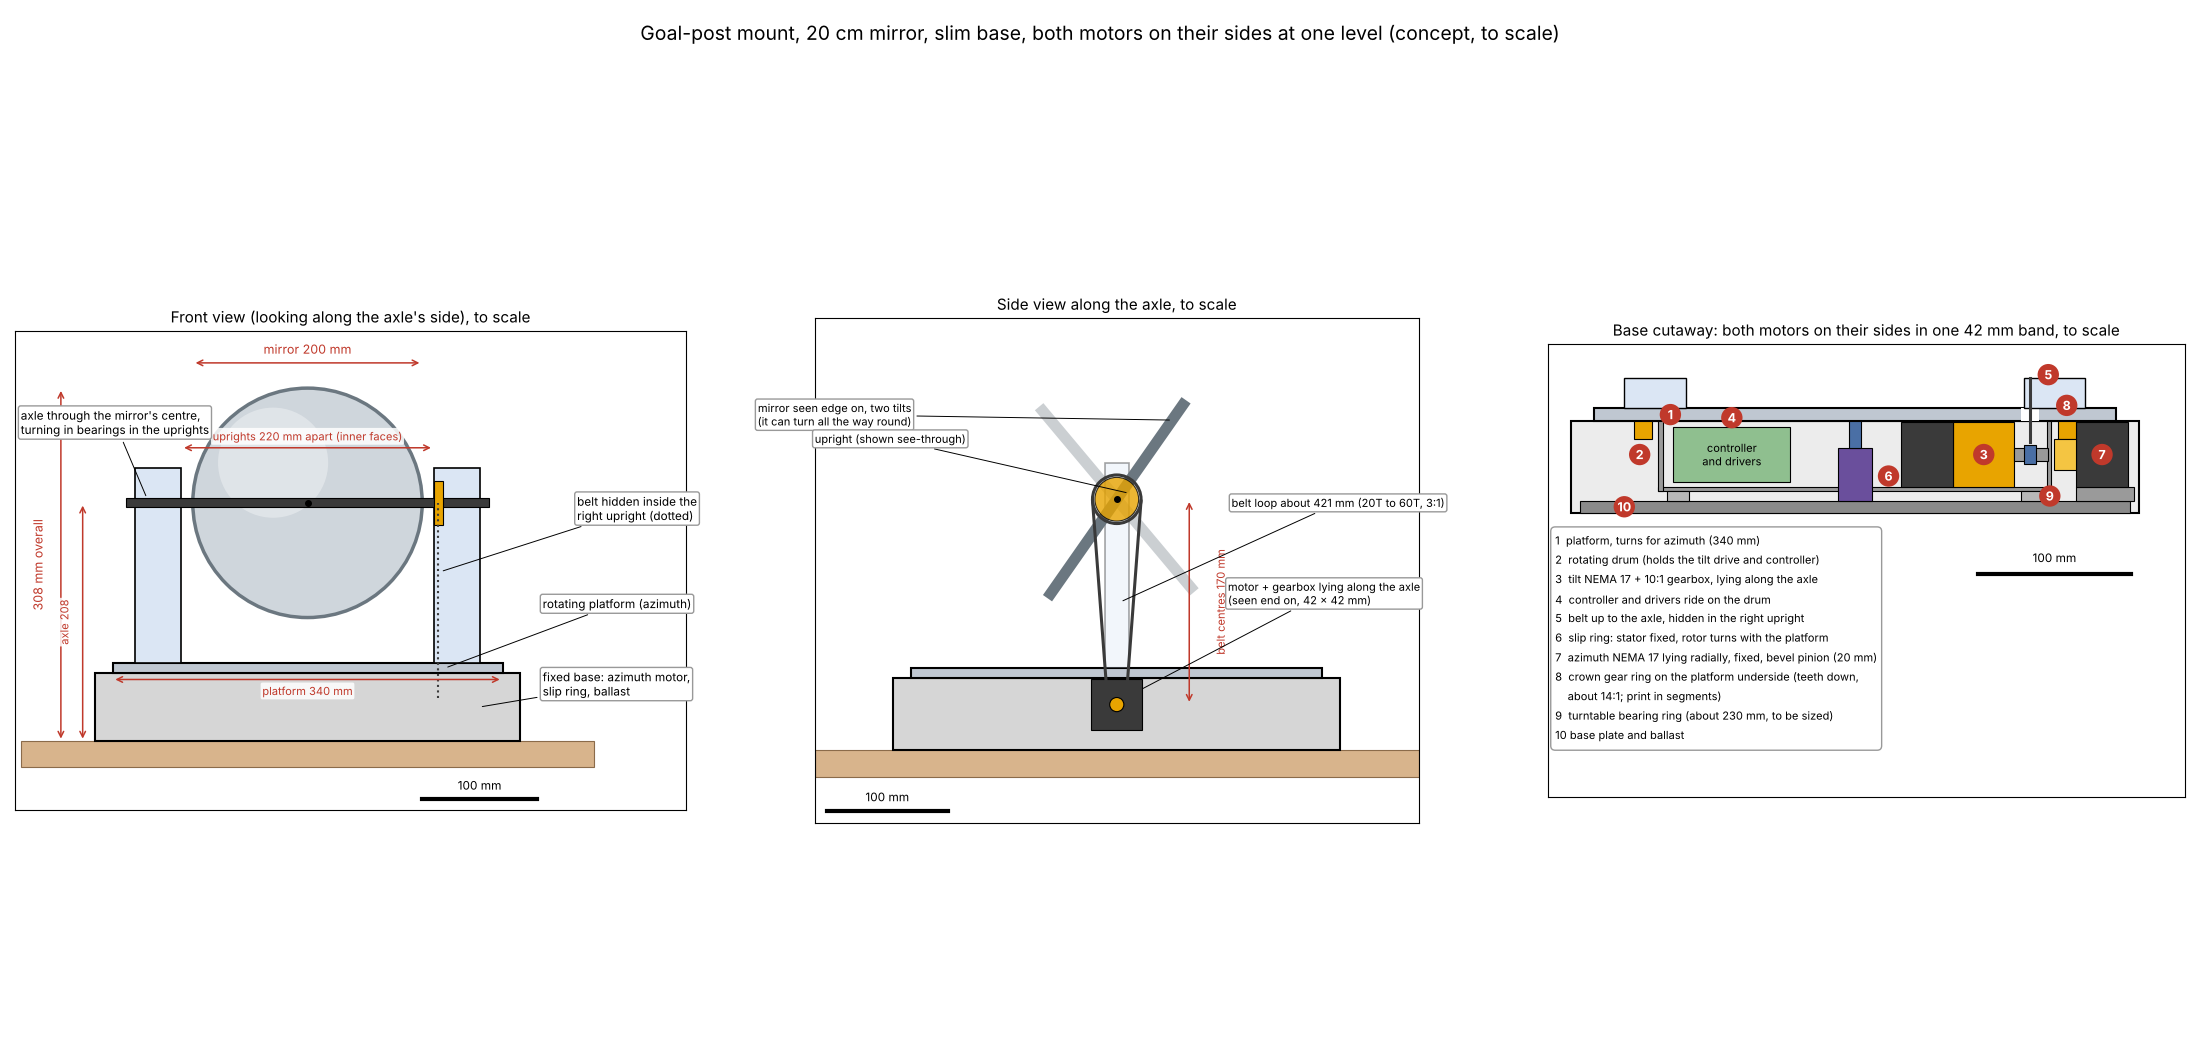 Goal-post mount, 20 cm mirror, slim base, both motors on their sides at one level (concept, to scale)
Front view (looking along the axle's side), to scale
mirror 200 mm
axle through the mirror's centre,
turning in bearings in the uprights
uprights 220 mm apart (inner faces)
belt hidden inside the
right upright (dotted)
308 mm overall
axle 208
rotating platform (azimuth)
fixed base: azimuth motor,
slip ring, ballast
platform 340 mm
100 mm
Side view along the axle, to scale
mirror seen edge on, two tilts
(it can turn all the way round)
upright (shown see-through)
belt loop about 421 mm (20T to 60T, 3:1)
belt centres 170 mm
motor + gearbox lying along the axle
(seen end on, 42 × 42 mm)
100 mm
Base cutaway: both motors on their sides in one 42 mm band, to scale
5
8
1
4
controller
and drivers
2
3
7
6
9
10
1 platform, turns for azimuth (340 mm)
2 rotating drum (holds the tilt drive and controller)
3 tilt NEMA 17 + 10:1 gearbox, lying along the axle
4 controller and drivers ride on the drum
5 belt up to the axle, hidden in the right upright
6 slip ring: stator fixed, rotor turns with the platform
7 azimuth NEMA 17 lying radially, fixed, bevel pinion (20 mm)
8 crown gear ring on the platform underside (teeth down,
about 14:1; print in segments)
9 turntable bearing ring (about 230 mm, to be sized)
10 base plate and ballast
100 mm